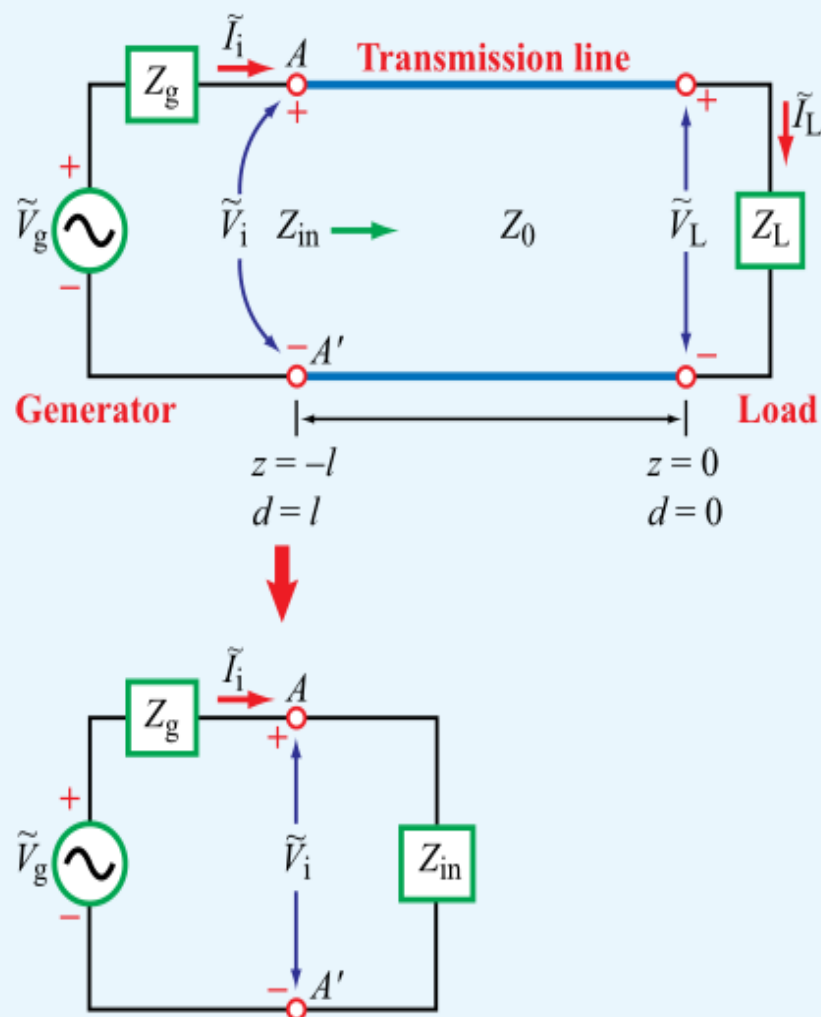 Ĩi A Transmission line
Zg + + ĨL
+
Ṽg Ṽi Zin Z0 ṼL ZL
−
− A′ −
Generator Load
z = −l z = 0
d = l d = 0
Ĩi A
Zg +
+
Ṽg Ṽi Zin
−
− A′